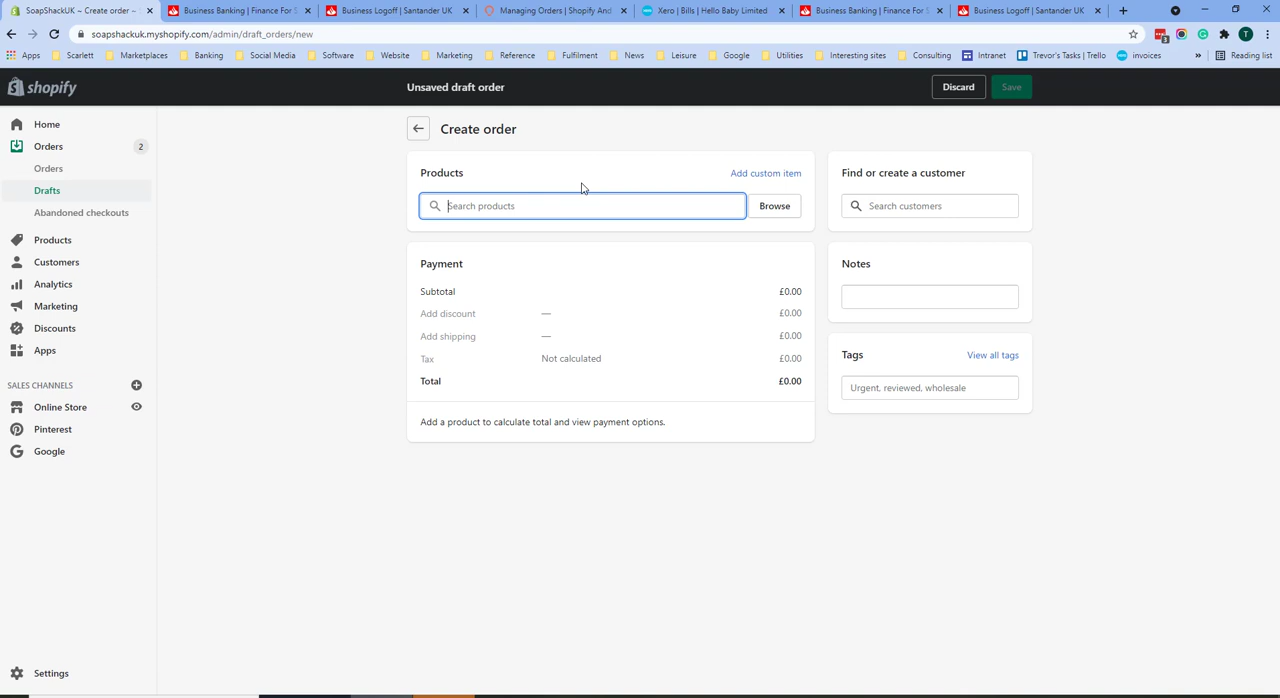 SoapShackUK ~ Create order ~
Business Banking | Finance For S
Business Logoff | Santander UK
Managing Orders | Shopify And
Xero | Bills | Hello Baby Limited
Business Banking | Finance For S
Business Logoff | Santander UK
soapshackuk.myshopify.com/admin/draft_orders/new
3
T
Apps
Scarlett
Marketplaces
Banking
Social Media
Software
Website
Marketing
Reference
Fulfilment
News
Leisure
Google
Utilities
Interesting sites
Consulting
Intranet
Trevor's Tasks | Trello
invoices
»
Reading list
shopify
Unsaved draft order
Discard
Save
Home
Orders
2
Orders
Drafts
Abandoned checkouts
Products
Customers
Analytics
Marketing
Discounts
Apps
SALES CHANNELS
Online Store
Pinterest
Google
Settings
Create order
Products
Add custom item
Search products
Browse
Payment
Subtotal £0.00
Add discount — £0.00
Add shipping — £0.00
Tax Not calculated £0.00
Total £0.00
Add a product to calculate total and view payment options.
Find or create a customer
Search customers
Notes
Tags
View all tags
Urgent, reviewed, wholesale